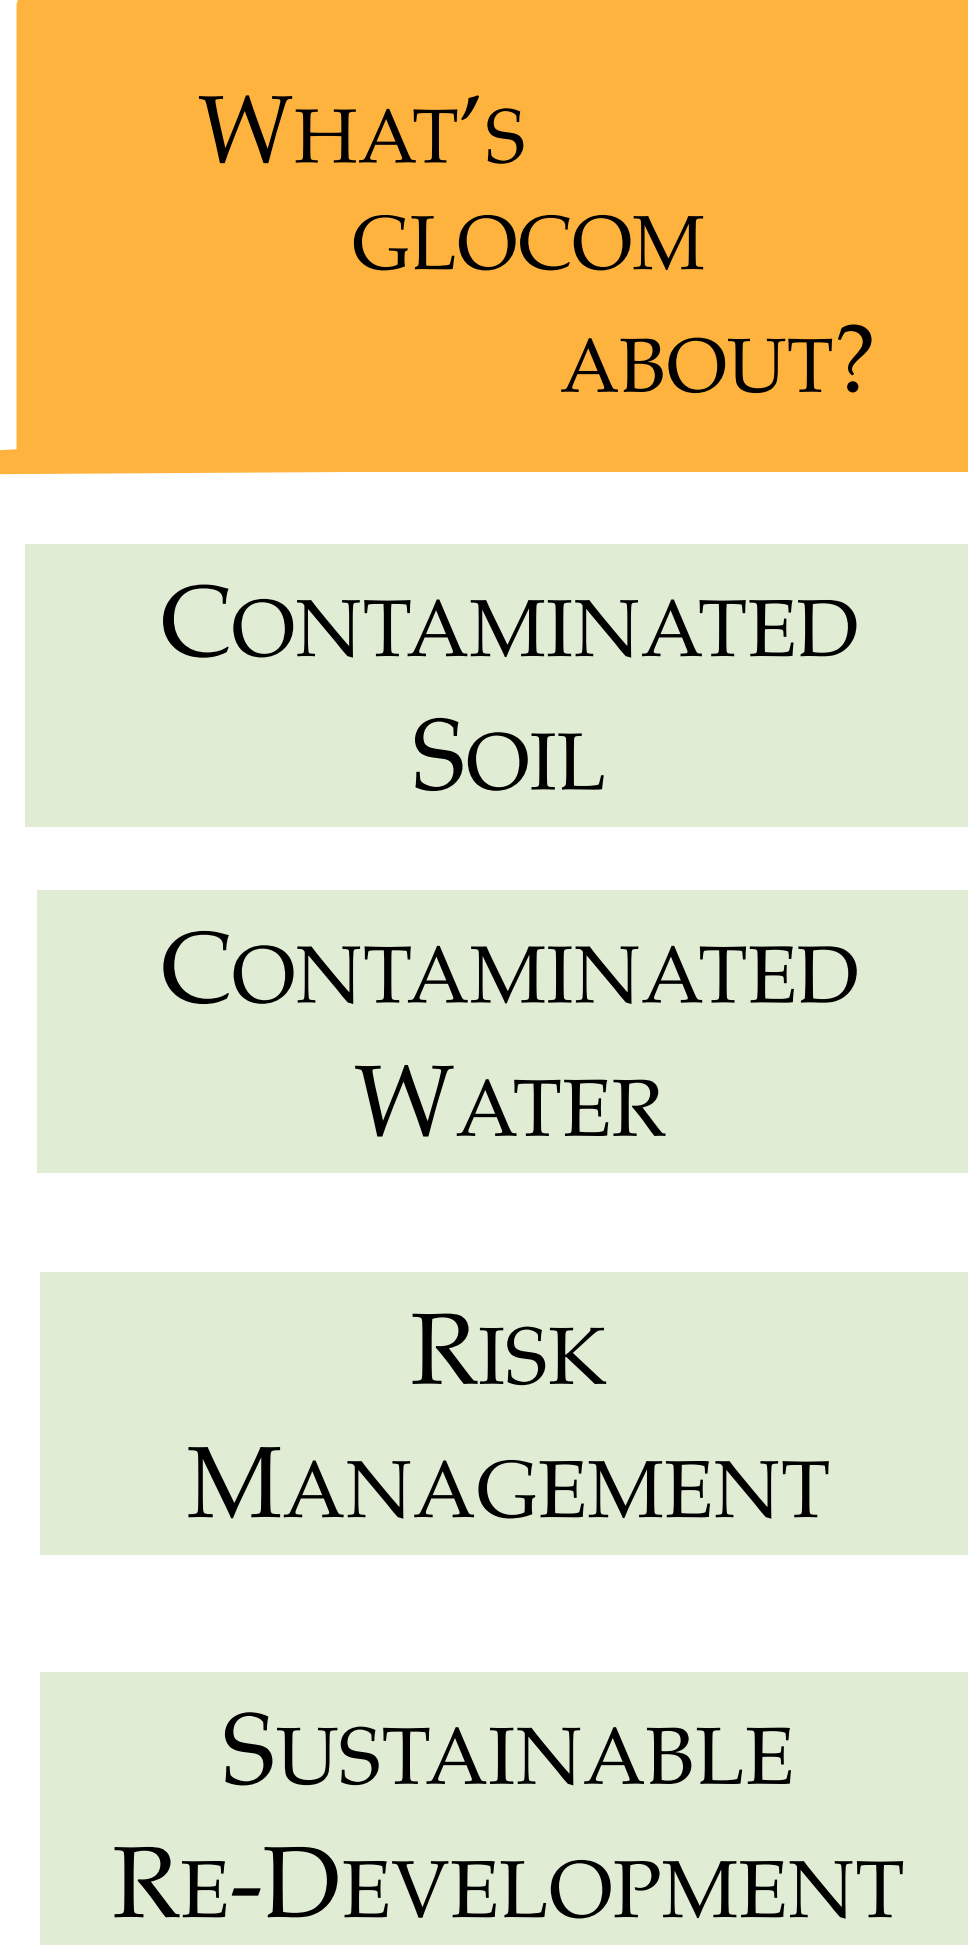 What's
glocom
about?
Contaminated
Soil
Contaminated
Water
Risk
Management
Sustainable
Re-Development